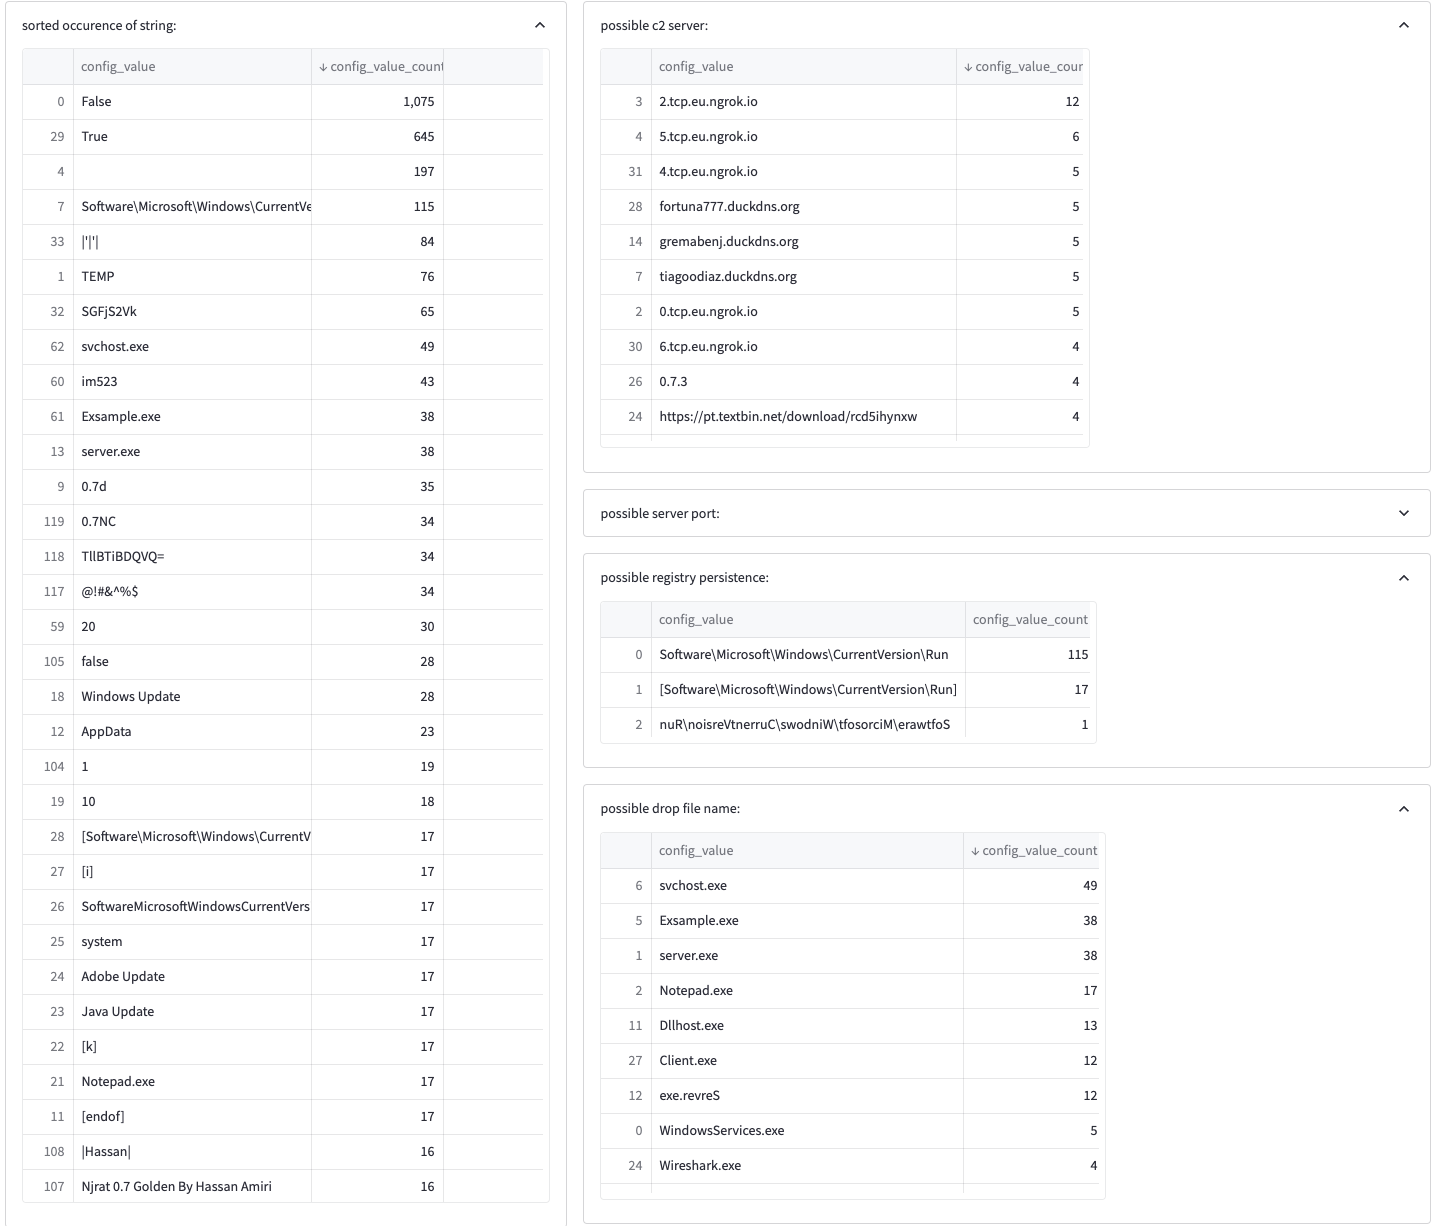 sorted occurence of string:
config_value ↓ config_value_count
0 False 1,075
29 True 645
4 197
7 Software\Microsoft\Windows\CurrentVe 115
33 |'|'| 84
1 TEMP 76
32 SGFjS2Vk 65
62 svchost.exe 49
60 im523 43
61 Exsample.exe 38
13 server.exe 38
9 0.7d 35
119 0.7NC 34
118 TllBTiBDQVQ= 34
117 @!#&^%$ 34
59 20 30
105 false 28
18 Windows Update 28
12 AppData 23
104 1 19
19 10 18
28 [Software\Microsoft\Windows\CurrentV 17
27 [i] 17
26 SoftwareMicrosoftWindowsCurrentVers 17
25 system 17
24 Adobe Update 17
23 Java Update 17
22 [k] 17
21 Notepad.exe 17
11 [endof] 17
108 |Hassan| 16
107 Njrat 0.7 Golden By Hassan Amiri 16
possible c2 server:
config_value ↓ config_value_cour
3 2.tcp.eu.ngrok.io 12
4 5.tcp.eu.ngrok.io 6
31 4.tcp.eu.ngrok.io 5
28 fortuna777.duckdns.org 5
14 gremabenj.duckdns.org 5
7 tiagoodiaz.duckdns.org 5
2 0.tcp.eu.ngrok.io 5
30 6.tcp.eu.ngrok.io 4
26 0.7.3 4
24 https://pt.textbin.net/download/rcd5ihynxw 4
possible server port:
possible registry persistence:
config_value config_value_count
0 Software\Microsoft\Windows\CurrentVersion\Run 115
1 [Software\Microsoft\Windows\CurrentVersion\Run] 17
2 nuR\noisreVtnerruC\swodniW\tfosorciM\erawtfoS 1
possible drop file name:
config_value ↓ config_value_count
6 svchost.exe 49
5 Exsample.exe 38
1 server.exe 38
2 Notepad.exe 17
11 Dllhost.exe 13
27 Client.exe 12
12 exe.revreS 12
0 WindowsServices.exe 5
24 Wireshark.exe 4